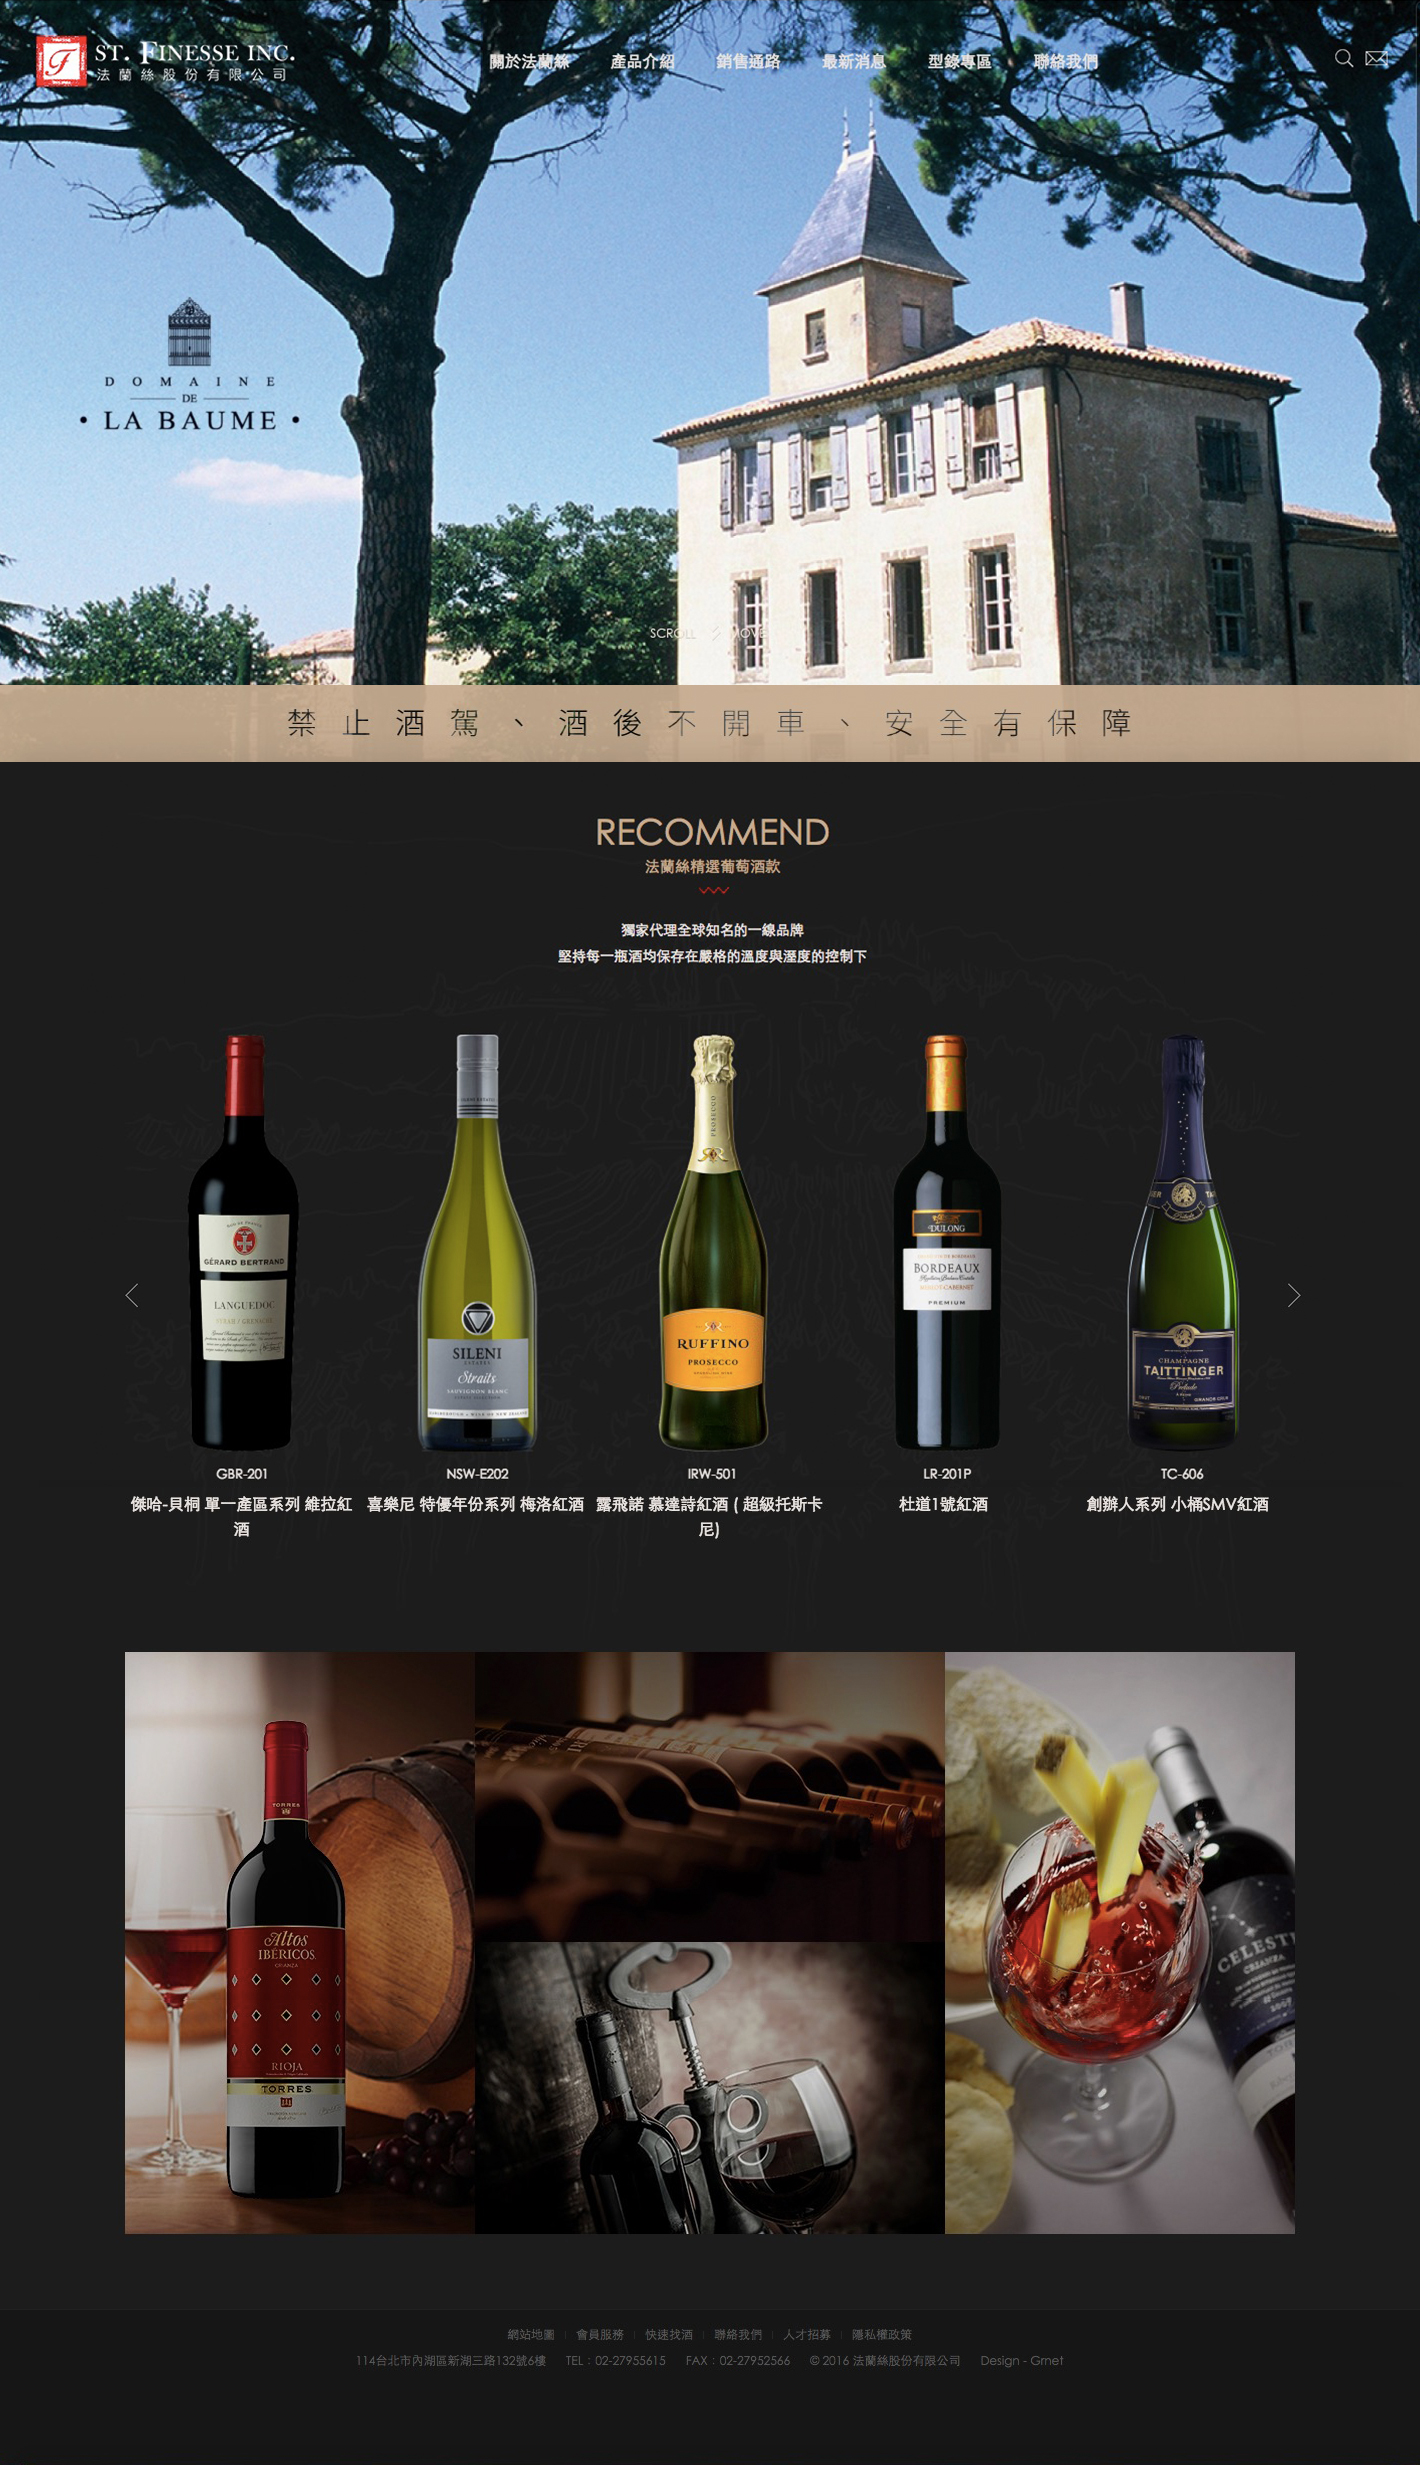 ST. FINESSE INC.
法蘭絲股份有限公司
關於法蘭絲
產品介紹
銷售通路
最新消息
型錄專區
聯絡我們
DOMAINE
DE
• LA BAUME •
SCROLL MOVE
禁止酒駕、酒後不開車、安全有保障
RECOMMEND
法蘭絲精選葡萄酒款
獨家代理全球知名的一線品牌
堅持每一瓶酒均保存在嚴格的溫度與溼度的控制下
GÉRARD BERTRAND
LANGUEDOC
SYRAH / GRENACHE
SILENI
ESTATES
Straits
SAUVIGNON BLANC
PROSECCO
RUFFINO
PROSECCO
DULONG
BORDEAUX
MERLOT-CABERNET
PREMIUM
CHAMPAGNE
TAITTINGER
Prélude
BRUT
GRANDS CRUS
GBR-201
傑哈-貝桐 單一產區系列 維拉紅
酒
NSW-E202
喜樂尼 特優年份系列 梅洛紅酒
IRW-501
露飛諾 慕達詩紅酒 ( 超級托斯卡
尼)
LR-201P
杜道1號紅酒
TC-606
創辦人系列 小桶SMV紅酒
TORRES
Altos
IBÉRICOS
CRIANZA
RIOJA
TORRES
CELESTE
CRIANZA
網站地圖
會員服務
快速找酒
聯絡我們
人才招募
隱私權政策
114台北市內湖區新湖三路132號6樓 TEL：02-27955615 FAX：02-27952566 © 2016 法蘭絲股份有限公司 Design - Grnet